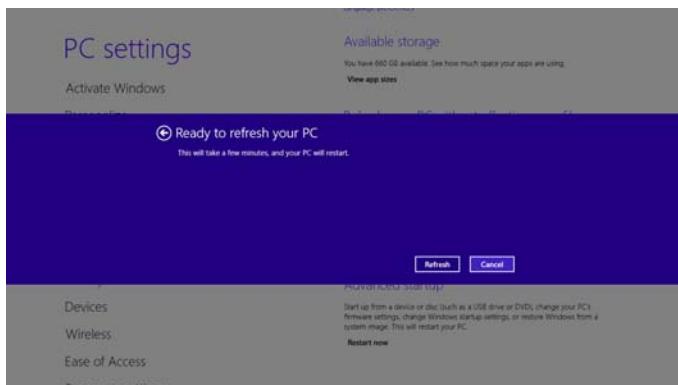 PC settings
Activate Windows
Available storage
You have 660 GB available. See how much space your apps are using.
View app sizes
Ready to refresh your PC
This will take a few minutes, and your PC will restart.
Refresh
Cancel
Devices
Wireless
Ease of Access
Advanced startup
Start up from a device or disc (such as a USB drive or DVD), change your PC's
firmware settings, change Windows startup settings, or restore Windows from a
system image. This will restart your PC.
Restart now